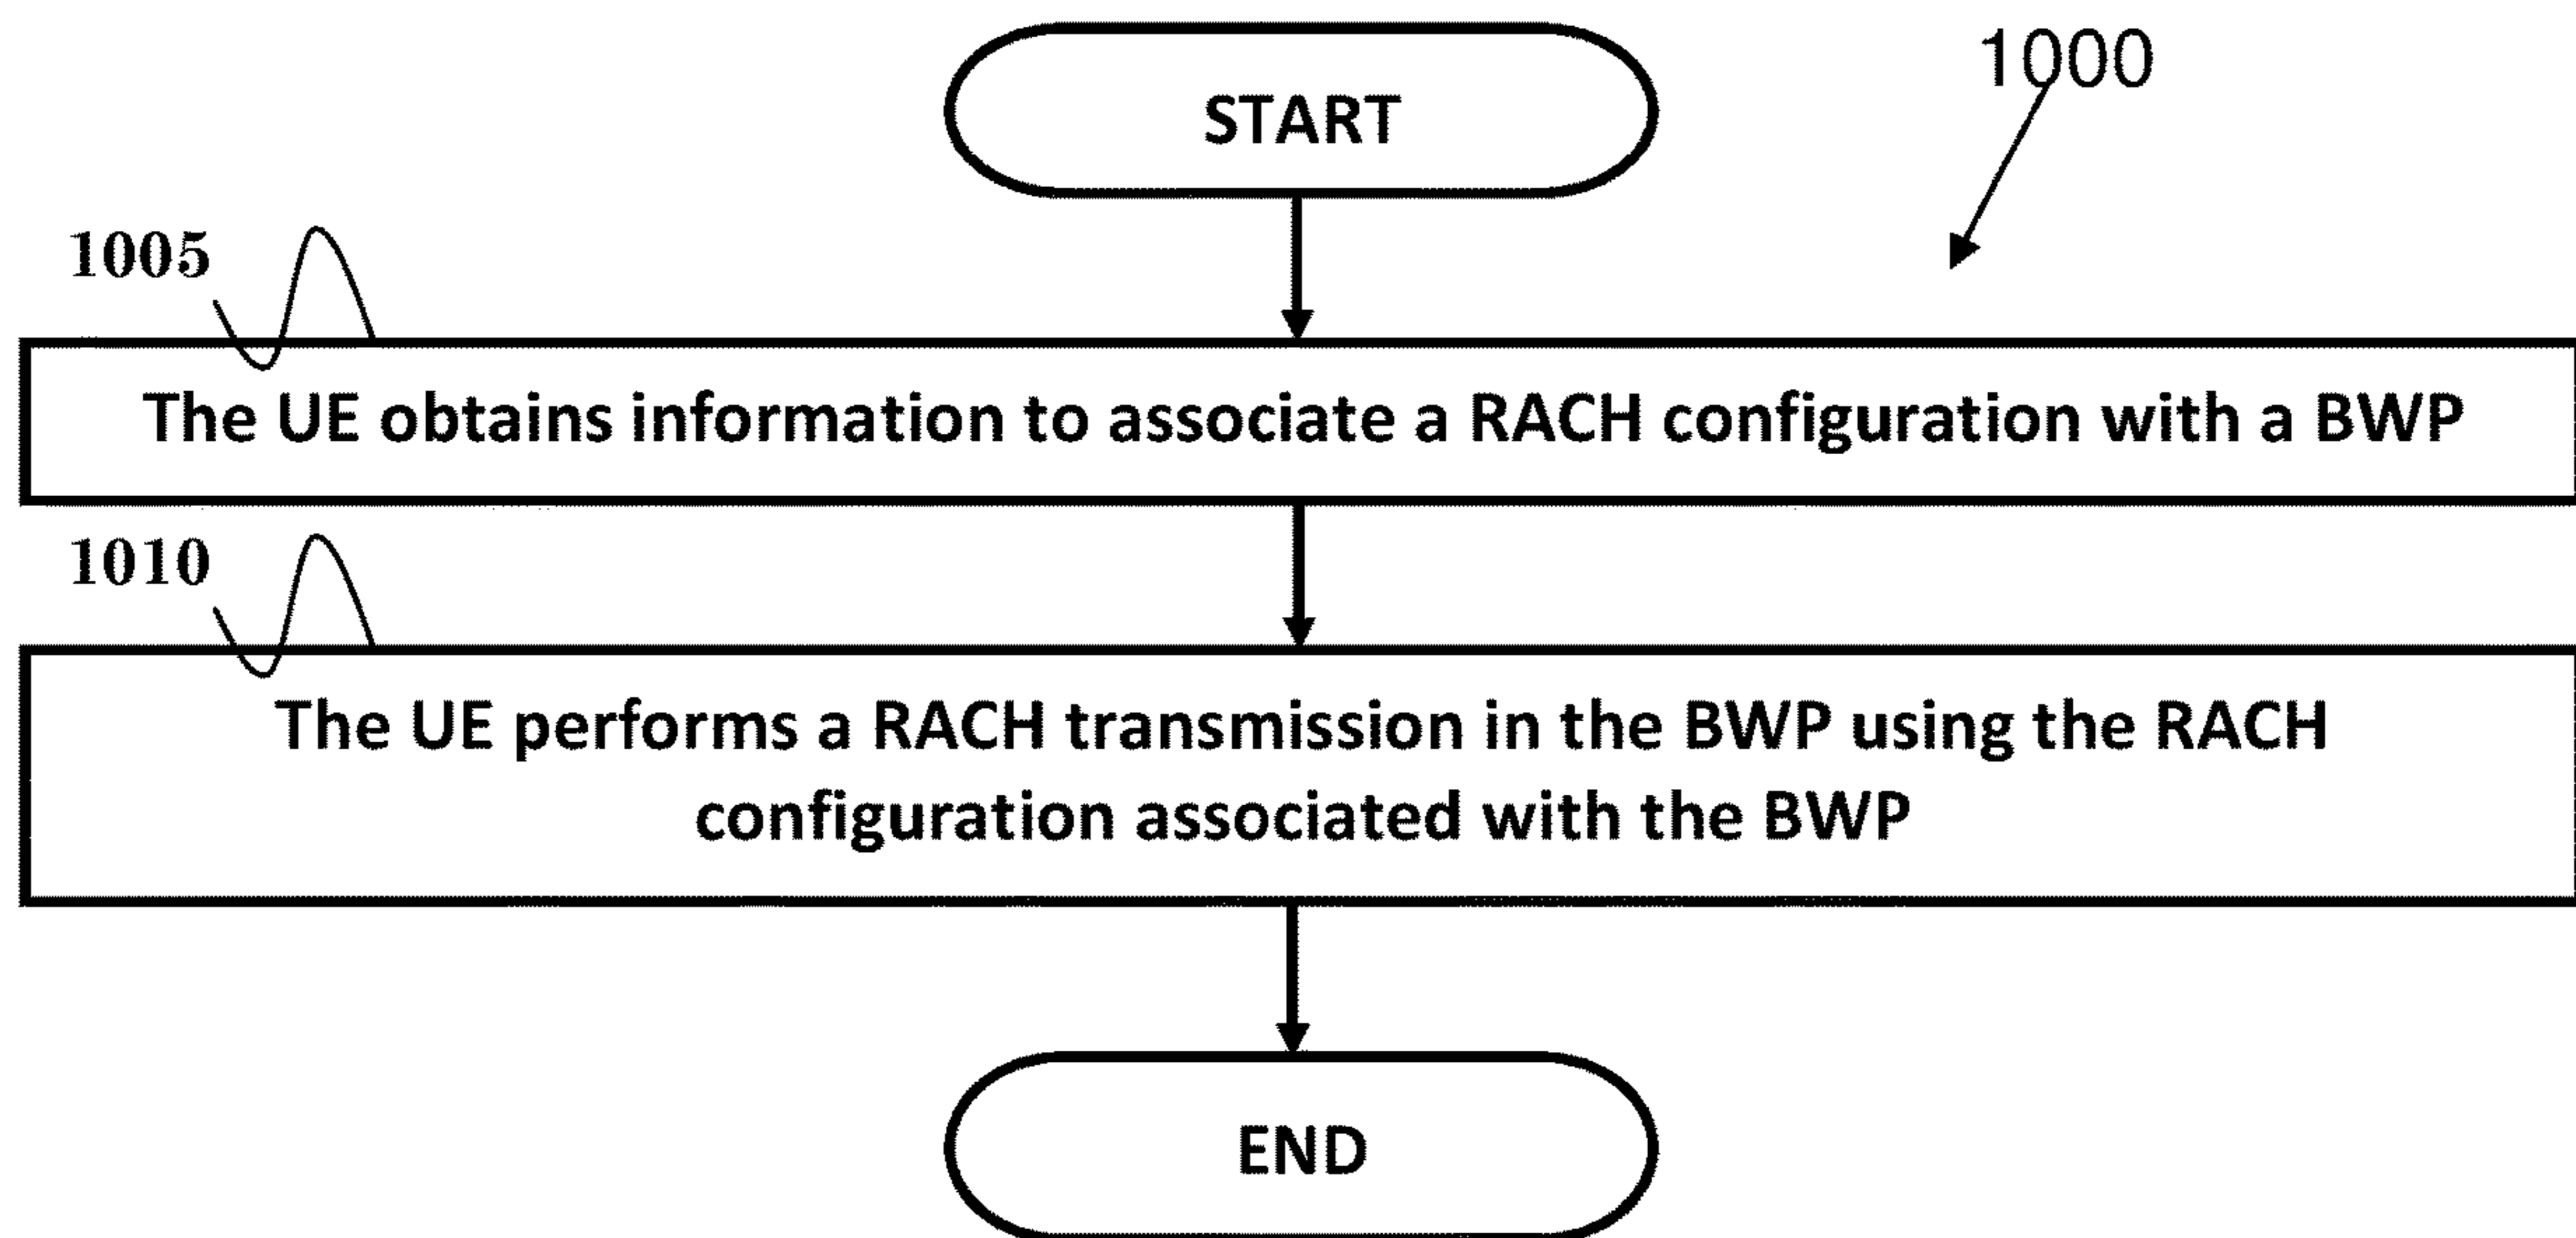 START
1000
1005
The UE obtains information to associate a RACH configuration with a BWP
1010
The UE performs a RACH transmission in the BWP using the RACH
configuration associated with the BWP
END